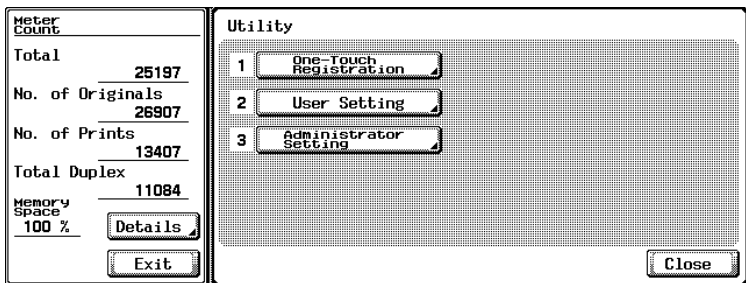 Meter
Count
Total
25197
No. of Originals
26907
No. of Prints
13407
Total Duplex
11084
Memory
Space
100 %
Details
Exit
Utility
1 One-Touch
Registration
2 User Setting
3 Administrator
Setting
Close